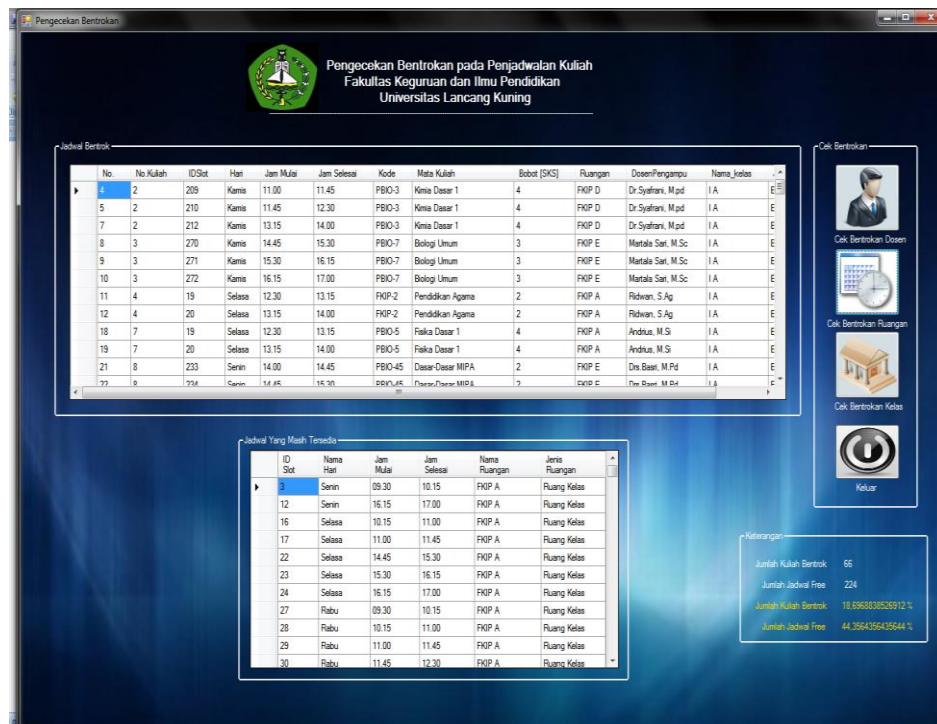 Pengecekan Bentrokan
Pengecekan Bentrokan pada Penjadwalan Kuliah
Fakultas Keguruan dan Ilmu Pendidikan
Universitas Lancang Kuning
Jadwal Bentrok
No. No.Kuliah IDSlot Hari Jam Mulai Jam Selesai Kode Mata Kuliah Bobot [SKS] Ruangan DosenPengampu Nama_kelas
4 2 209 Kamis 11.00 11.45 PBIO-3 Kimia Dasar 1 4 FKIP D Dr.Syafrani, M.pd I A E
5 2 210 Kamis 11.45 12.30 PBIO-3 Kimia Dasar 1 4 FKIP D Dr.Syafrani, M.pd I A E
7 2 212 Kamis 13.15 14.00 PBIO-3 Kimia Dasar 1 4 FKIP D Dr.Syafrani, M.pd I A E
8 3 270 Kamis 14.45 15.30 PBIO-7 Biologi Umum 3 FKIP E Martala Sari, M.Sc I A E
9 3 271 Kamis 15.30 16.15 PBIO-7 Biologi Umum 3 FKIP E Martala Sari, M.Sc I A E
10 3 272 Kamis 16.15 17.00 PBIO-7 Biologi Umum 3 FKIP E Martala Sari, M.Sc I A E
11 4 19 Selasa 12.30 13.15 FKIP-2 Pendidikan Agama 2 FKIP A Ridwan, S.Ag I A E
12 4 20 Selasa 13.15 14.00 FKIP-2 Pendidikan Agama 2 FKIP A Ridwan, S.Ag I A E
18 7 19 Selasa 12.30 13.15 PBIO-5 Fisika Dasar 1 4 FKIP A Andrius, M.Si I A E
19 7 20 Selasa 13.15 14.00 PBIO-5 Fisika Dasar 1 4 FKIP A Andrius, M.Si I A E
21 8 233 Senin 14.00 14.45 PBIO-45 Dasar-Dasar MIPA 2 FKIP E Drs.Basri, M.Pd I A E
22 8 234 Senin 14.45 15.30 PBIO-45 Dasar-Dasar MIPA 2 FKIP E Drs.Basri, M.Pd I A E
Cek Bentrokan
Cek Bentrokan Dosen
Cek Bentrokan Ruangan
Cek Bentrokan Kelas
Keluar
Jadwal Yang Masih Tersedia
ID Nama Jam Jam Nama Jenis
Slot Hari Mulai Selesai Ruangan Ruangan
3 Senin 09.30 10.15 FKIP A Ruang Kelas
12 Senin 16.15 17.00 FKIP A Ruang Kelas
16 Selasa 10.15 11.00 FKIP A Ruang Kelas
17 Selasa 11.00 11.45 FKIP A Ruang Kelas
22 Selasa 14.45 15.30 FKIP A Ruang Kelas
23 Selasa 15.30 16.15 FKIP A Ruang Kelas
24 Selasa 16.15 17.00 FKIP A Ruang Kelas
27 Rabu 09.30 10.15 FKIP A Ruang Kelas
28 Rabu 10.15 11.00 FKIP A Ruang Kelas
29 Rabu 11.00 11.45 FKIP A Ruang Kelas
30 Rabu 11.45 12.30 FKIP A Ruang Kelas
Keterangan
Jumlah Kuliah Bentrok 66
Jumlah Jadwal Free 224
Jumlah Kuliah Bentrok 18,6968838526912 %
Jumlah Jadwal Free 44,3564356435644 %